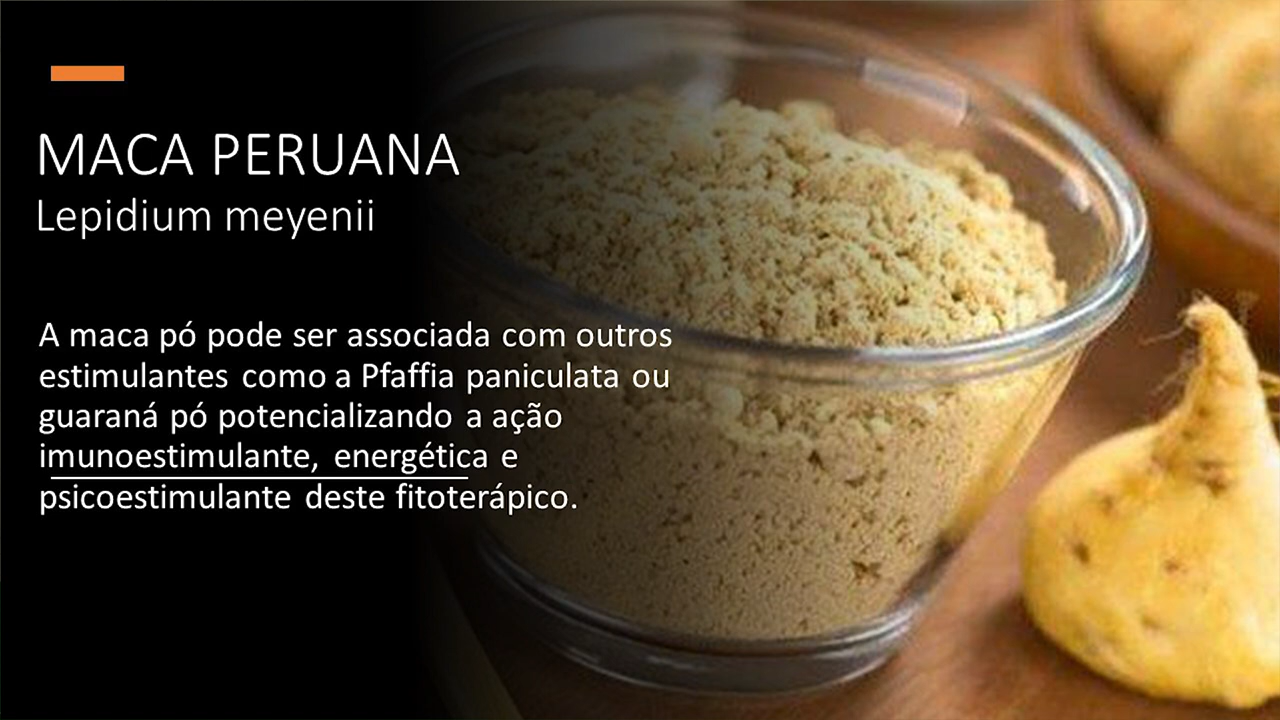 MACA PERUANA
Lepidium meyenii
A maca pó pode ser associada com outros
estimulantes como a Pfaffia paniculata ou
guaraná pó potencializando a ação
imunoestimulante, energética e
psicoestimulante deste fitoterápico.